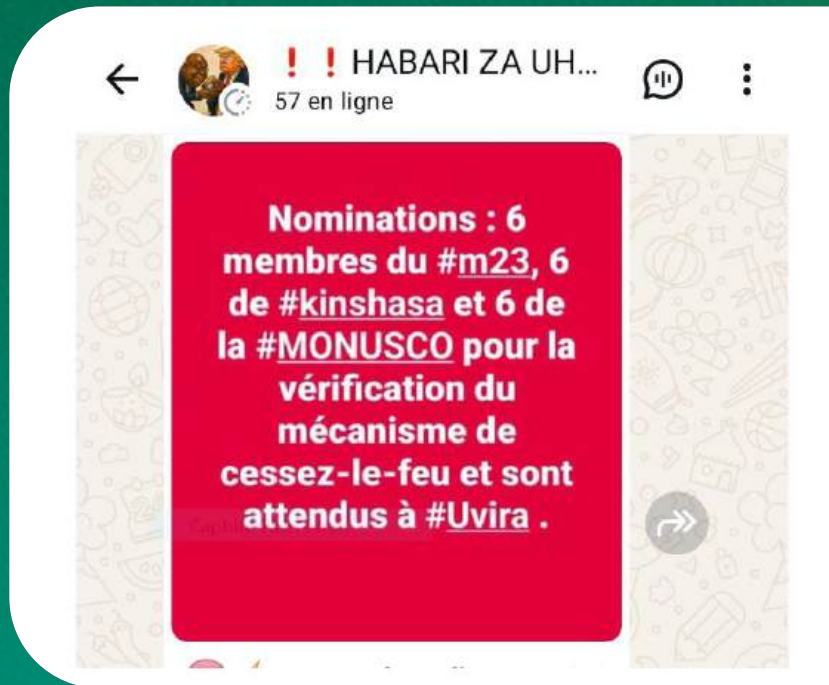 ❗❗HABARI ZA UH...
57 en ligne
Nominations : 6
membres du #m23, 6
de #kinshasa et 6 de
la #MONUSCO pour la
vérification du
mécanisme de
cessez-le-feu et sont
attendus à #Uvira .